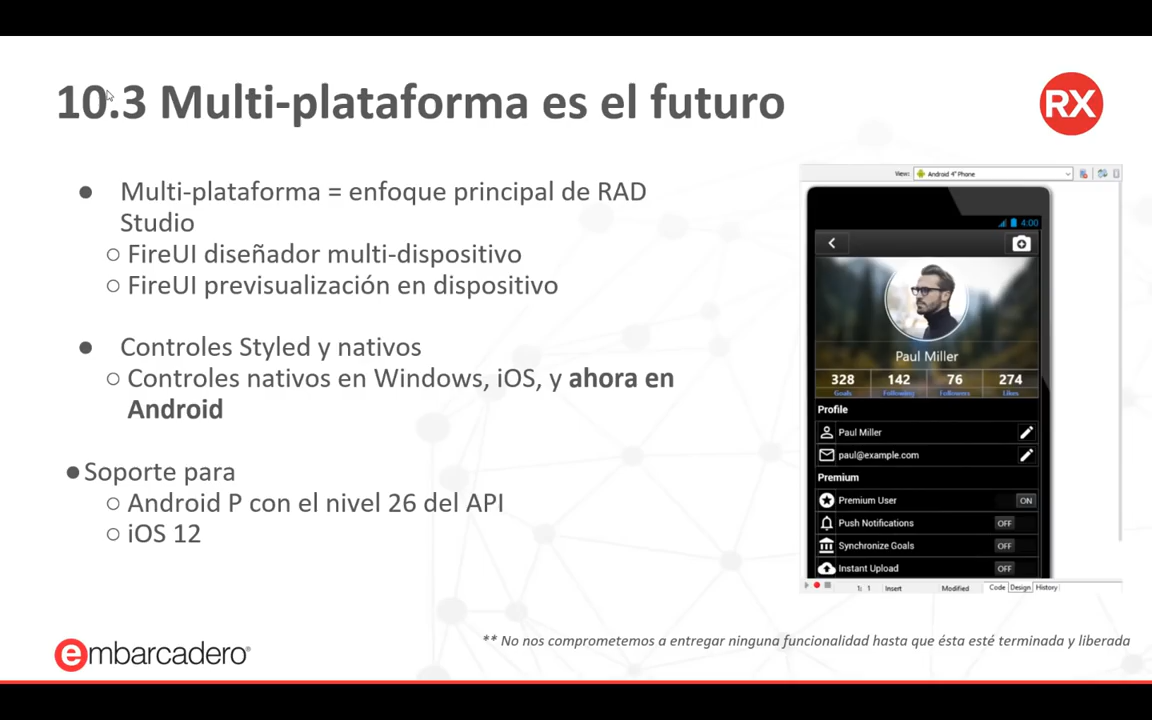 10.3 Multi-plataforma es el futuro
RX
● Multi-plataforma = enfoque principal de RAD
Studio
○ FireUI diseñador multi-dispositivo
○ FireUI previsualización en dispositivo
● Controles Styled y nativos
○ Controles nativos en Windows, iOS, y ahora en
Android
● Soporte para
○ Android P con el nivel 26 del API
○ iOS 12
View: Android 4" Phone
4:00
Paul Miller
328 142 76 274
Goals Following Followers Likes
Profile
Paul Miller
paul@example.com
Premium
Premium User ON
Push Notifications OFF
Synchronize Goals OFF
Instant Upload OFF
1: 1 Insert Modified Code Design History
** No nos comprometemos a entregar ninguna funcionalidad hasta que ésta esté terminada y liberada
embarcadero®